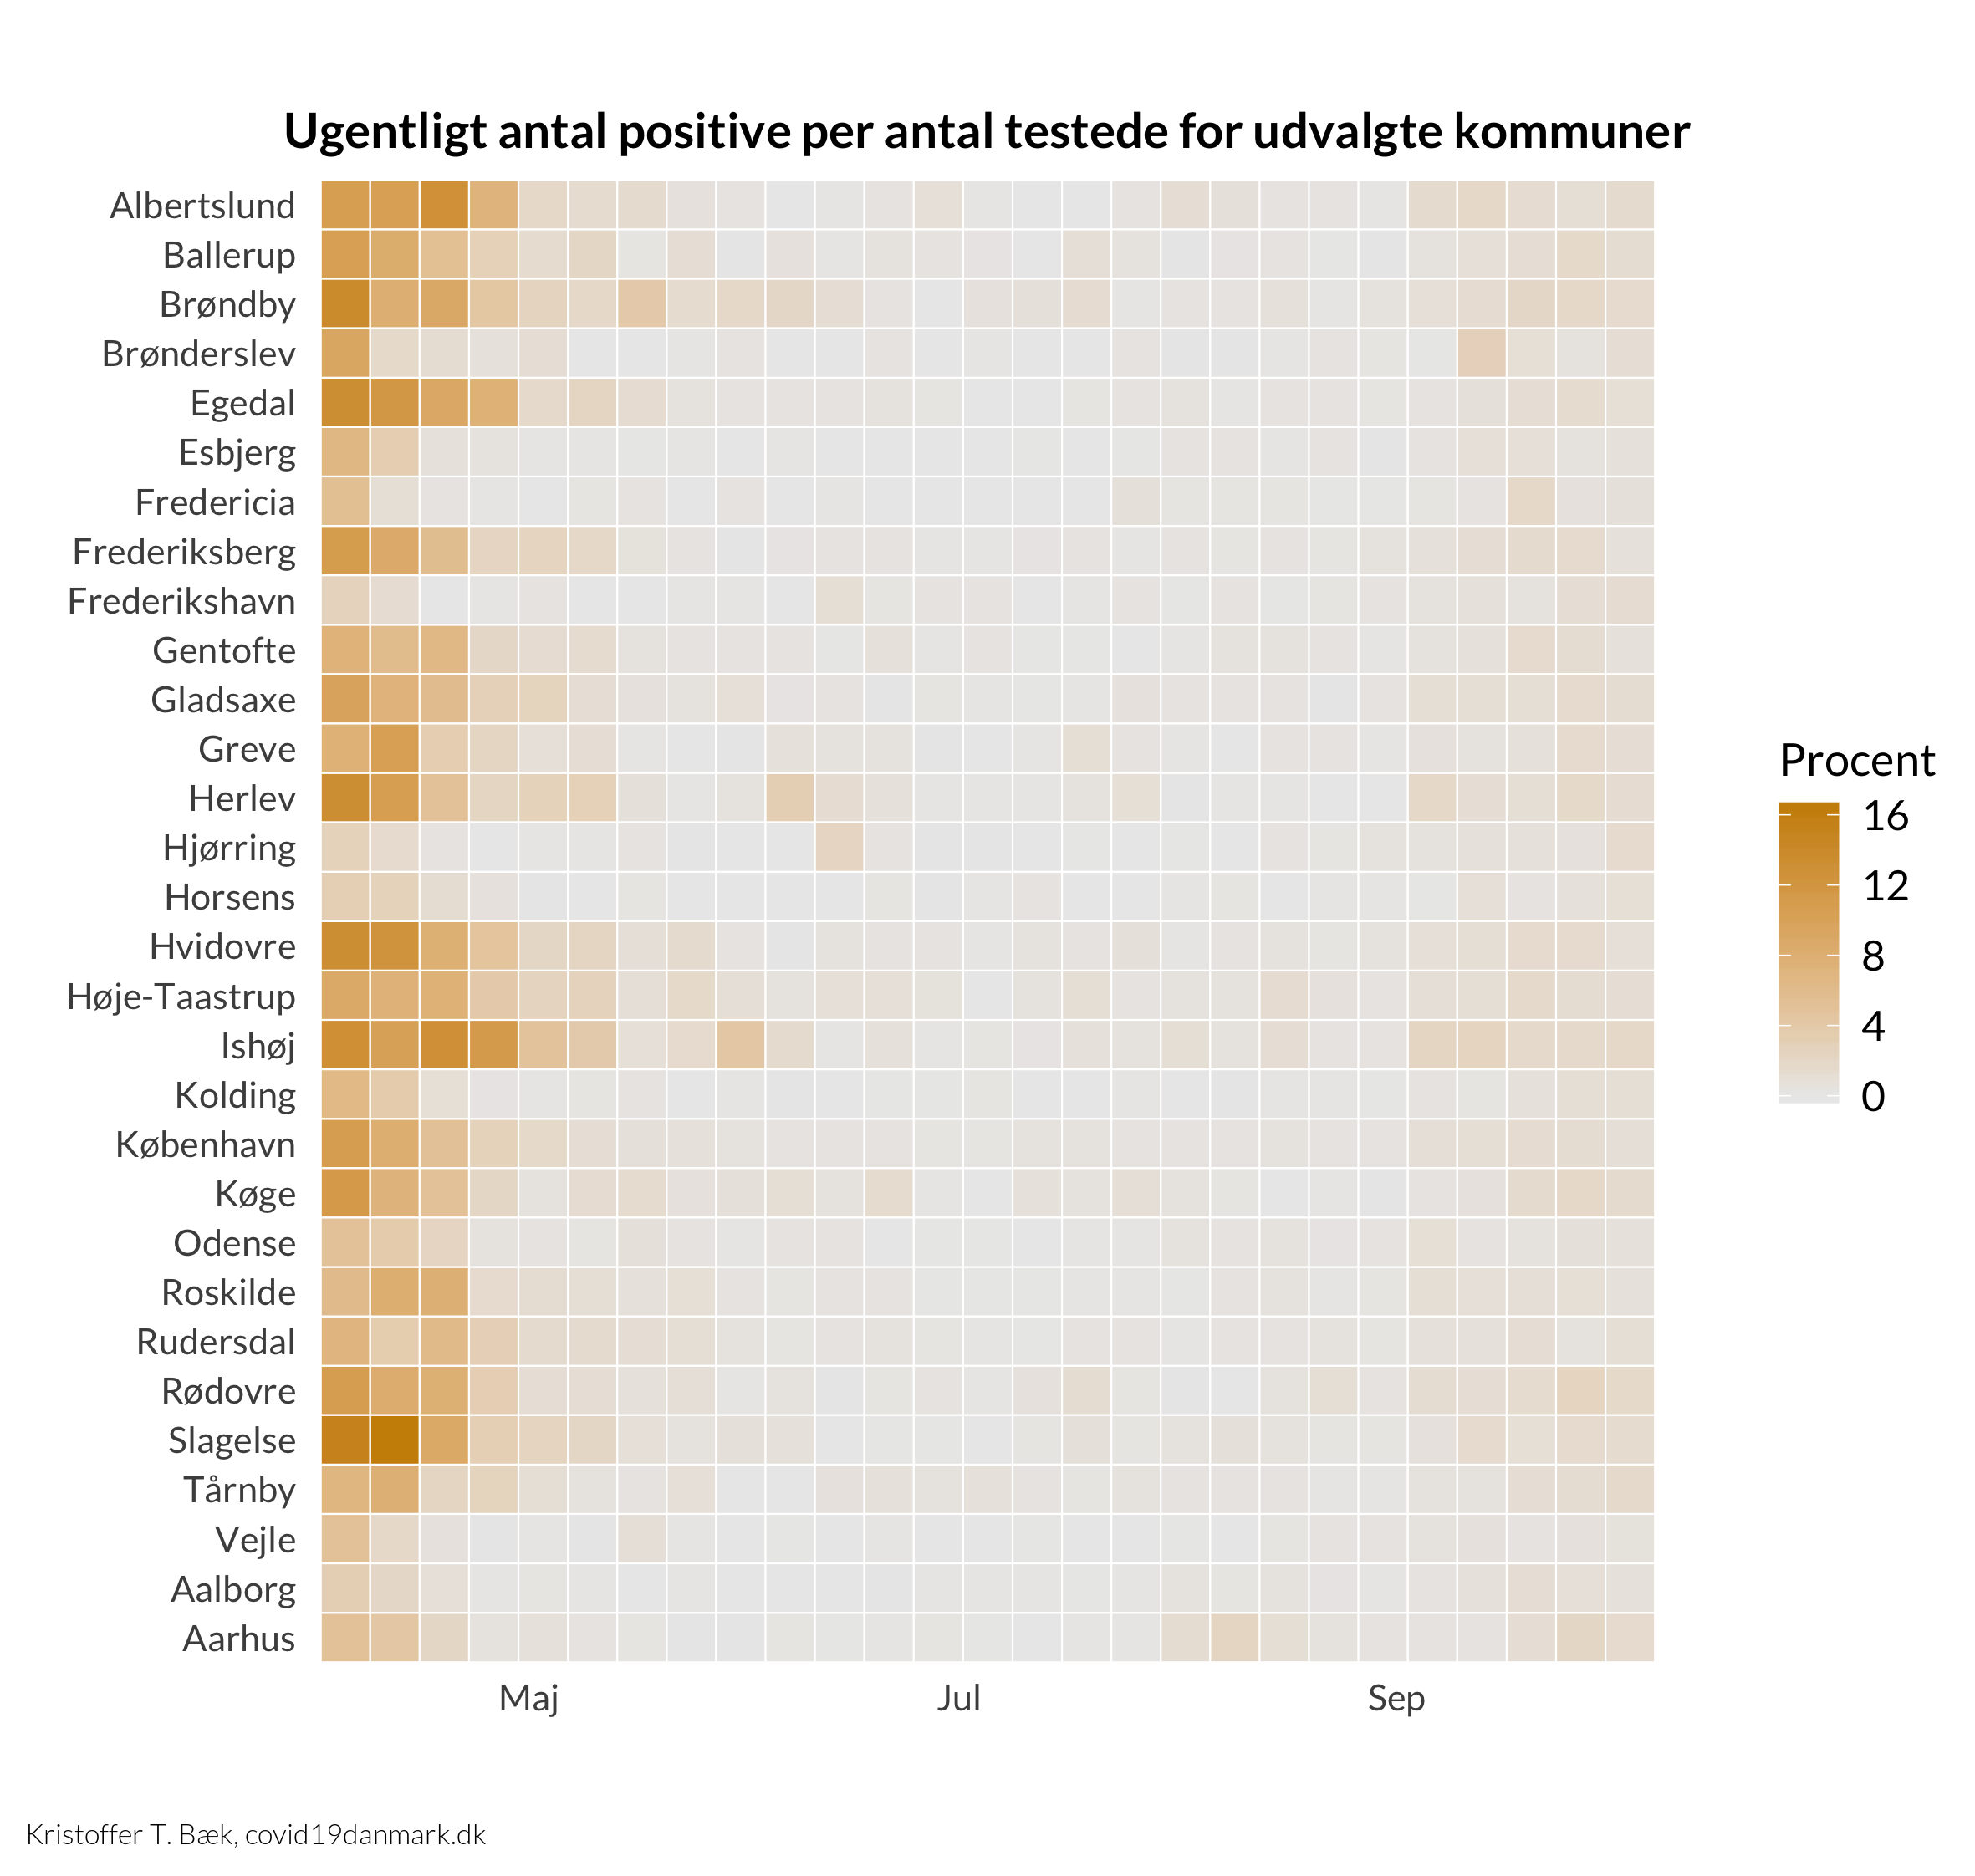 Ugentligt antal positive per antal testede for udvalgte kommuner
Albertslund
Ballerup
Brøndby
Brønderslev
Egedal
Esbjerg
Fredericia
Frederiksberg
Frederikshavn
Gentofte
Gladsaxe
Greve
Herlev
Hjørring
Horsens
Hvidovre
Høje-Taastrup
Ishøj
Kolding
København
Køge
Odense
Roskilde
Rudersdal
Rødovre
Slagelse
Tårnby
Vejle
Aalborg
Aarhus
Maj Jul Sep
Procent
16
12
8
4
0
Kristoffer T. Bæk, covid19danmark.dk